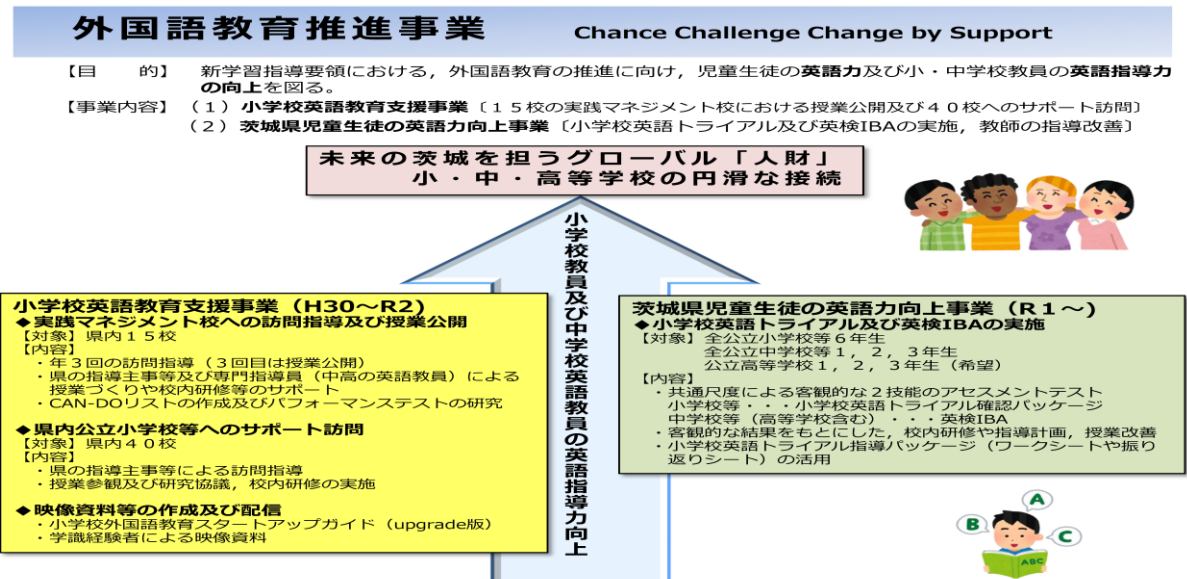 外国語教育推進事業 Chance Challenge Change by Support
【目 的】 新学習指導要領における，外国語教育の推進に向け，児童生徒の英語力及び小・中学校教員の英語指導力
の向上を図る。
【事業内容】（１）小学校英語教育支援事業〔１５校の実践マネジメント校における授業公開及び４０校へのサポート訪問〕
（２）茨城県児童生徒の英語力向上事業〔小学校英語トライアル及び英検IBAの実施，教師の指導改善〕
未来の茨城を担うグローバル「人財」
小・中・高等学校の円滑な接続
小学校教員及び中学校英語教員の英語指導力向上
小学校英語教育支援事業（H30～R2）
◆実践マネジメント校への訪問指導及び授業公開
【対象】県内１５校
【内容】
・年３回の訪問指導（３回目は授業公開）
・県の指導主事等及び専門指導員（中高の英語教員）による
授業づくりや校内研修等のサポート
・CAN-DOリストの作成及びパフォーマンステストの研究
◆県内公立小学校等へのサポート訪問
【対象】県内４０校
【内容】
・県の指導主事等による訪問指導
・授業参観及び研究協議，校内研修の実施
◆映像資料等の作成及び配信
・小学校外国語教育スタートアップガイド（upgrade版）
・学識経験者による映像資料
茨城県児童生徒の英語力向上事業（R１～）
◆小学校英語トライアル及び英検IBAの実施
【対象】全公立小学校等６年生
全公立中学校等１，２，３年生
公立高等学校１，２，３年生（希望）
【内容】
・共通尺度による客観的な２技能のアセスメントテスト
小学校等・・・小学校英語トライアル確認パッケージ
中学校等（高等学校含む）・・・英検IBA
・客観的な結果をもとにした，校内研修や指導計画，授業改善
・小学校英語トライアル指導パッケージ（ワークシートや振り
返りシート）の活用
A
B
C
ABC